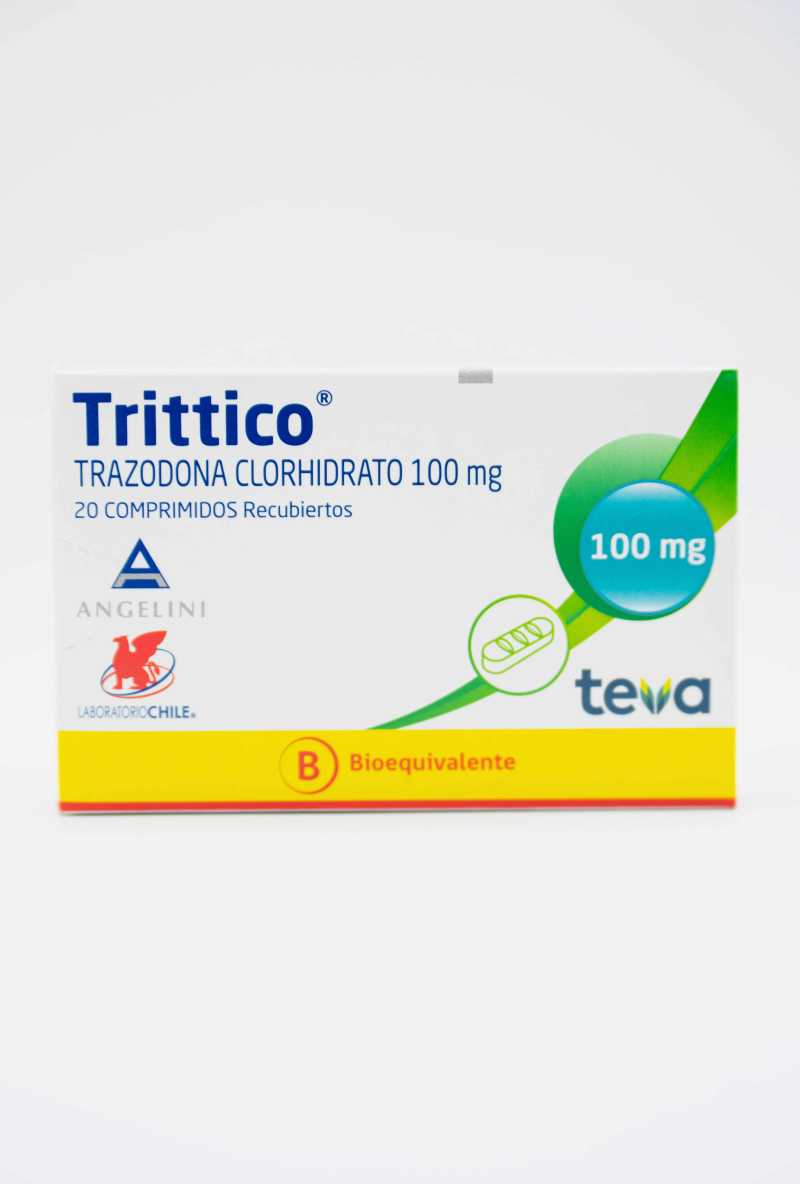 Trittico®
TRAZODONA CLORHIDRATO 100 mg
20 COMPRIMIDOS Recubiertos
100 mg
ANGELINI
LABORATORIOCHILE®
teva
B Bioequivalente